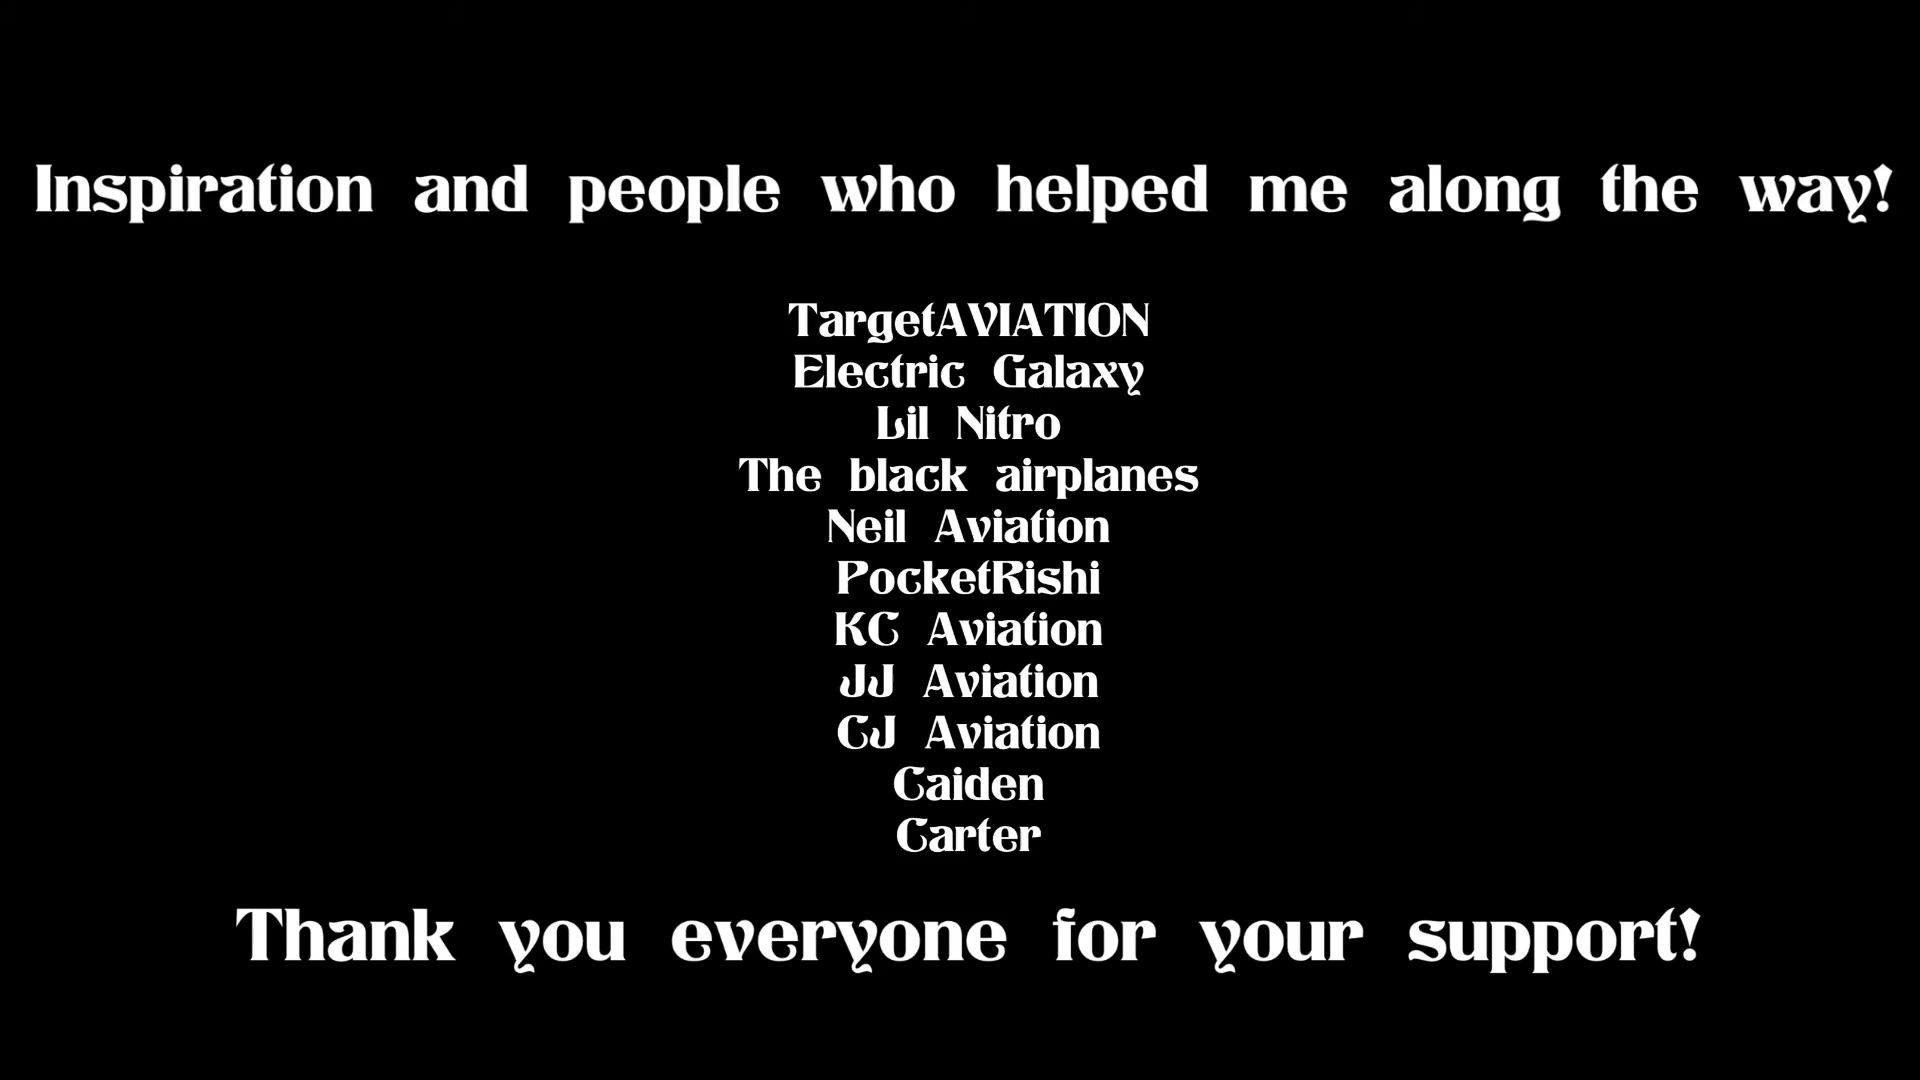 Inspiration and people who helped me along the way!
TargetAVIATION
Electric Galaxy
Lil Nitro
The black airplanes
Neil Aviation
PocketRishi
KC Aviation
JJ Aviation
CJ Aviation
Caiden
Carter
Thank you everyone for your support!